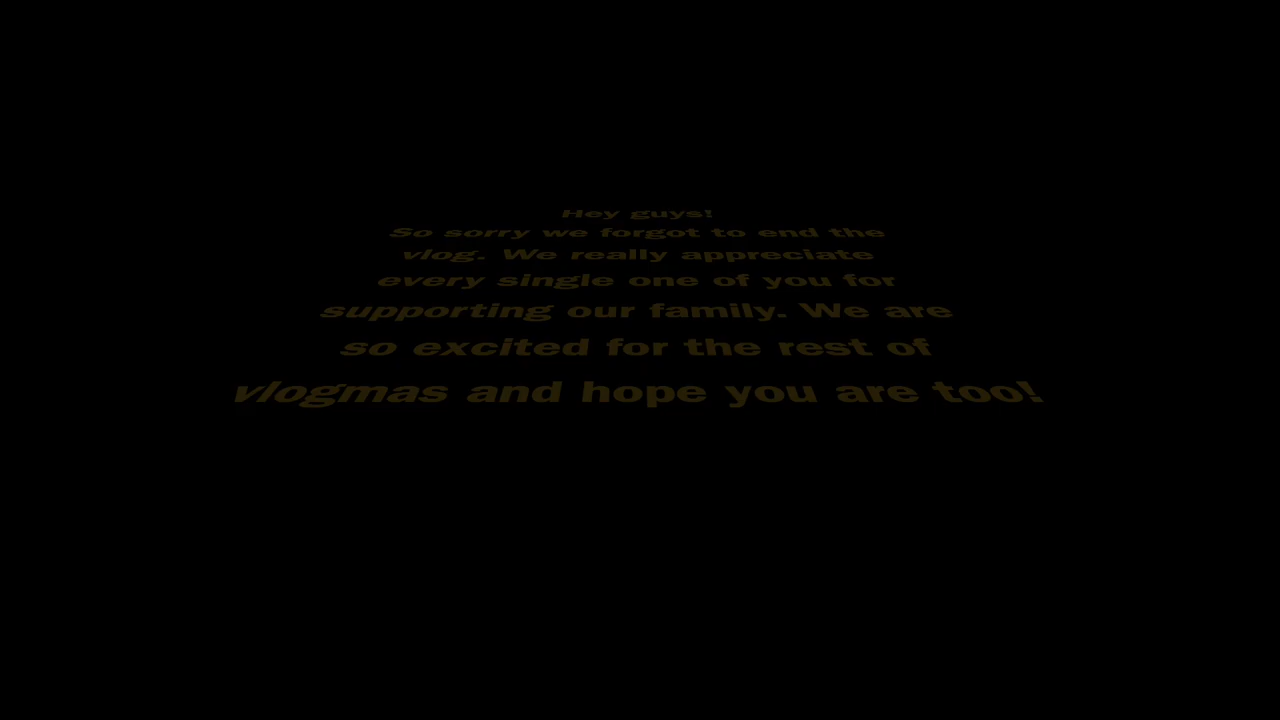 Hey guys!
So sorry we forgot to end the
vlog. We really appreciate
every single one of you for
supporting our family. We are
so excited for the rest of
vlogmas and hope you are too!